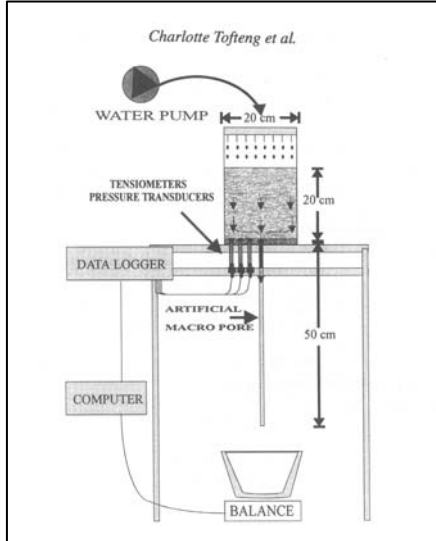 Charlotte Tofteng et al.
WATER PUMP
20 cm
TENSIOMETERS
PRESSURE TRANSDUCERS
20 cm
DATA LOGGER
ARTIFICIAL
MACRO PORE
50 cm
COMPUTER
BALANCE